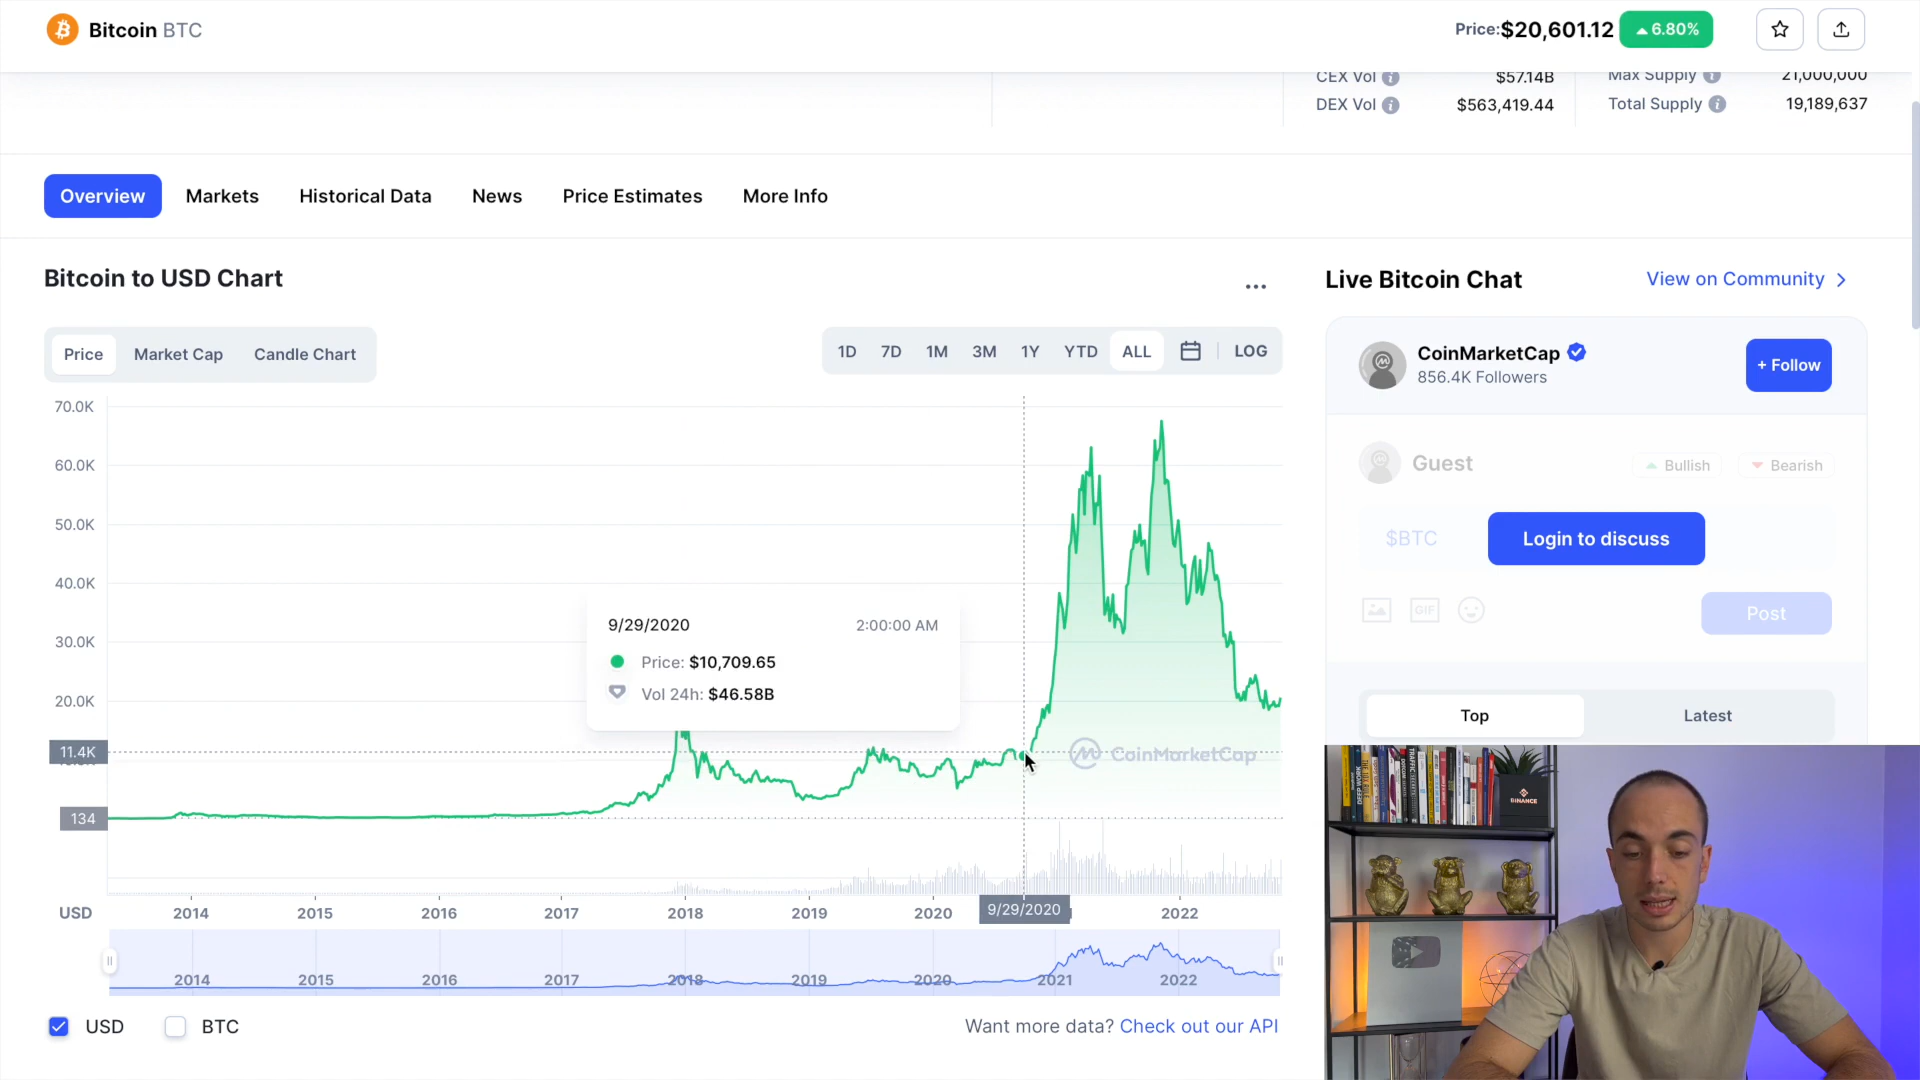 Bitcoin BTC
Price:$20,601.12 6.80%
CEX Vol $57.14B
Max Supply 21,000,000
DEX Vol $563,419.44
Total Supply 19,189,637
Overview Markets Historical Data News Price Estimates More Info
Bitcoin to USD Chart
Price Market Cap Candle Chart
1D 7D 1M 3M 1Y YTD ALL LOG
70.0K
60.0K
50.0K
40.0K
30.0K
20.0K
11.4K
134
9/29/2020 2:00:00 AM
Price: $10,709.65
Vol 24h: $46.58B
CoinMarketCap
USD 2014 2015 2016 2017 2018 2019 2020 9/29/2020 2022
2014 2015 2016 2017 2018 2019 2020 2021 2022
USD BTC
Want more data? Check out our API
Live Bitcoin Chat View on Community
CoinMarketCap
856.4K Followers
+ Follow
Guest Bullish Bearish
$BTC
Login to discuss
GIF Post
Top Latest
DEEP WORK
BINANCE